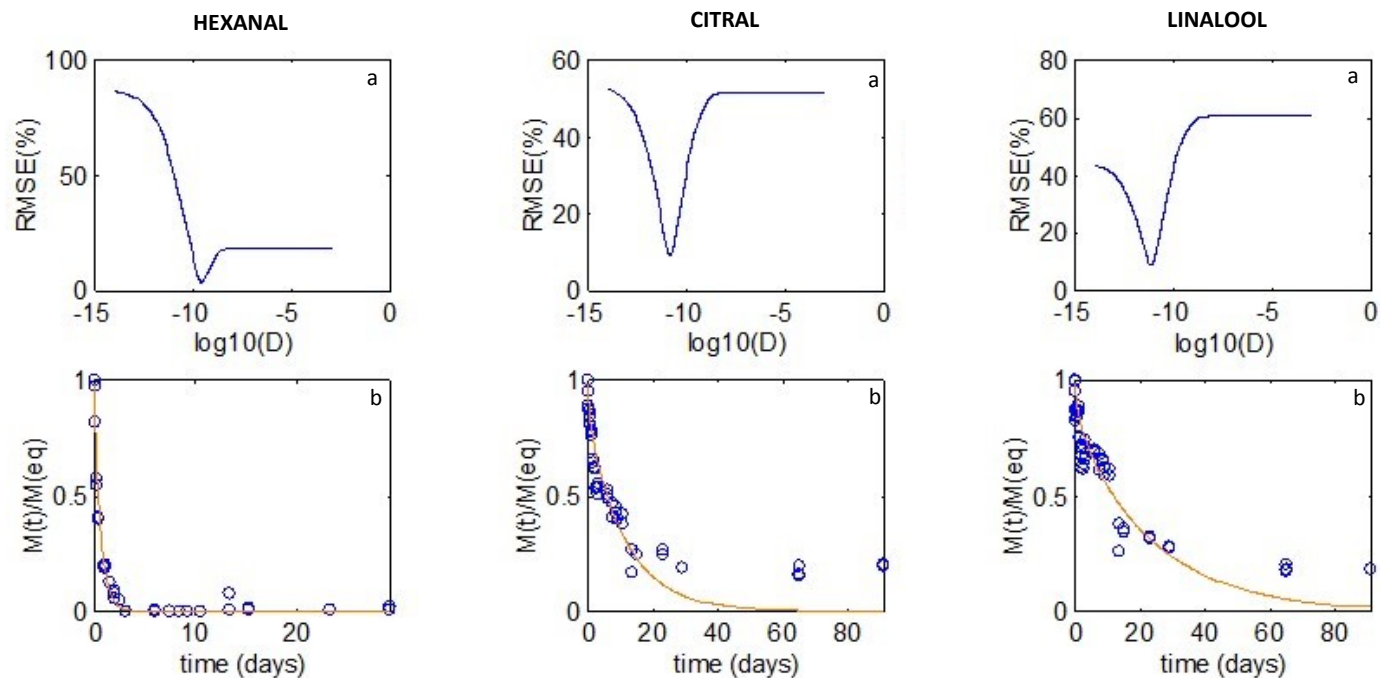 HEXANAL
100
50
0
RMSE(%)
-15
-10
-5
0
log10(D)
a
CITRAL
60
40
20
0
RMSE(%)
-15
-10
-5
0
log10(D)
a
LINALOOL
80
60
40
20
0
RMSE(%)
-15
-10
-5
0
log10(D)
a
1
0.5
0
M(t)/M(eq)
0
10
20
time (days)
b
1
0.5
0
M(t)/M(eq)
0
20
40
60
80
time (days)
b
1
0.5
0
M(t)/M(eq)
0
20
40
60
80
time (days)
b